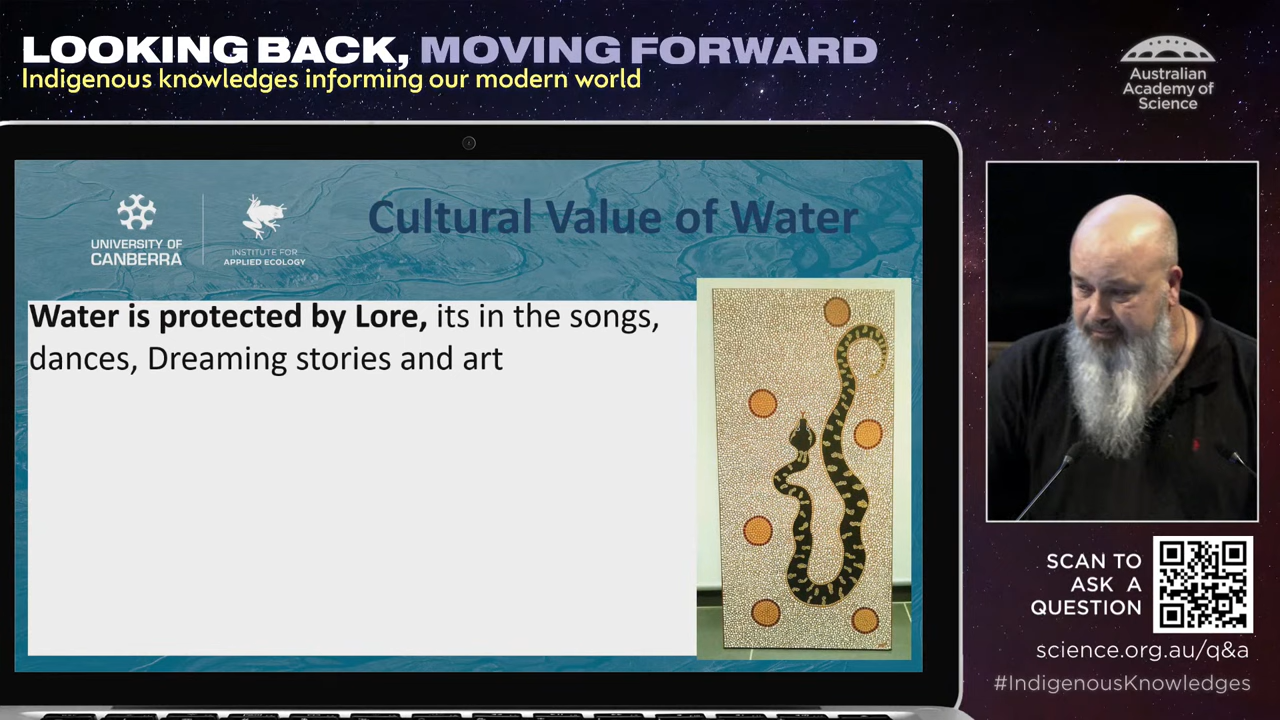 LOOKING BACK, MOVING FORWARD
Indigenous knowledges informing our modern world
Australian
Academy of
Science
UNIVERSITY OF
CANBERRA
INSTITUTE FOR
APPLIED ECOLOGY
Cultural Value of Water
Water is protected by Lore, its in the songs,
dances, Dreaming stories and art
SCAN TO
ASK A
QUESTION
science.org.au/q&a
#IndigenousKnowledges